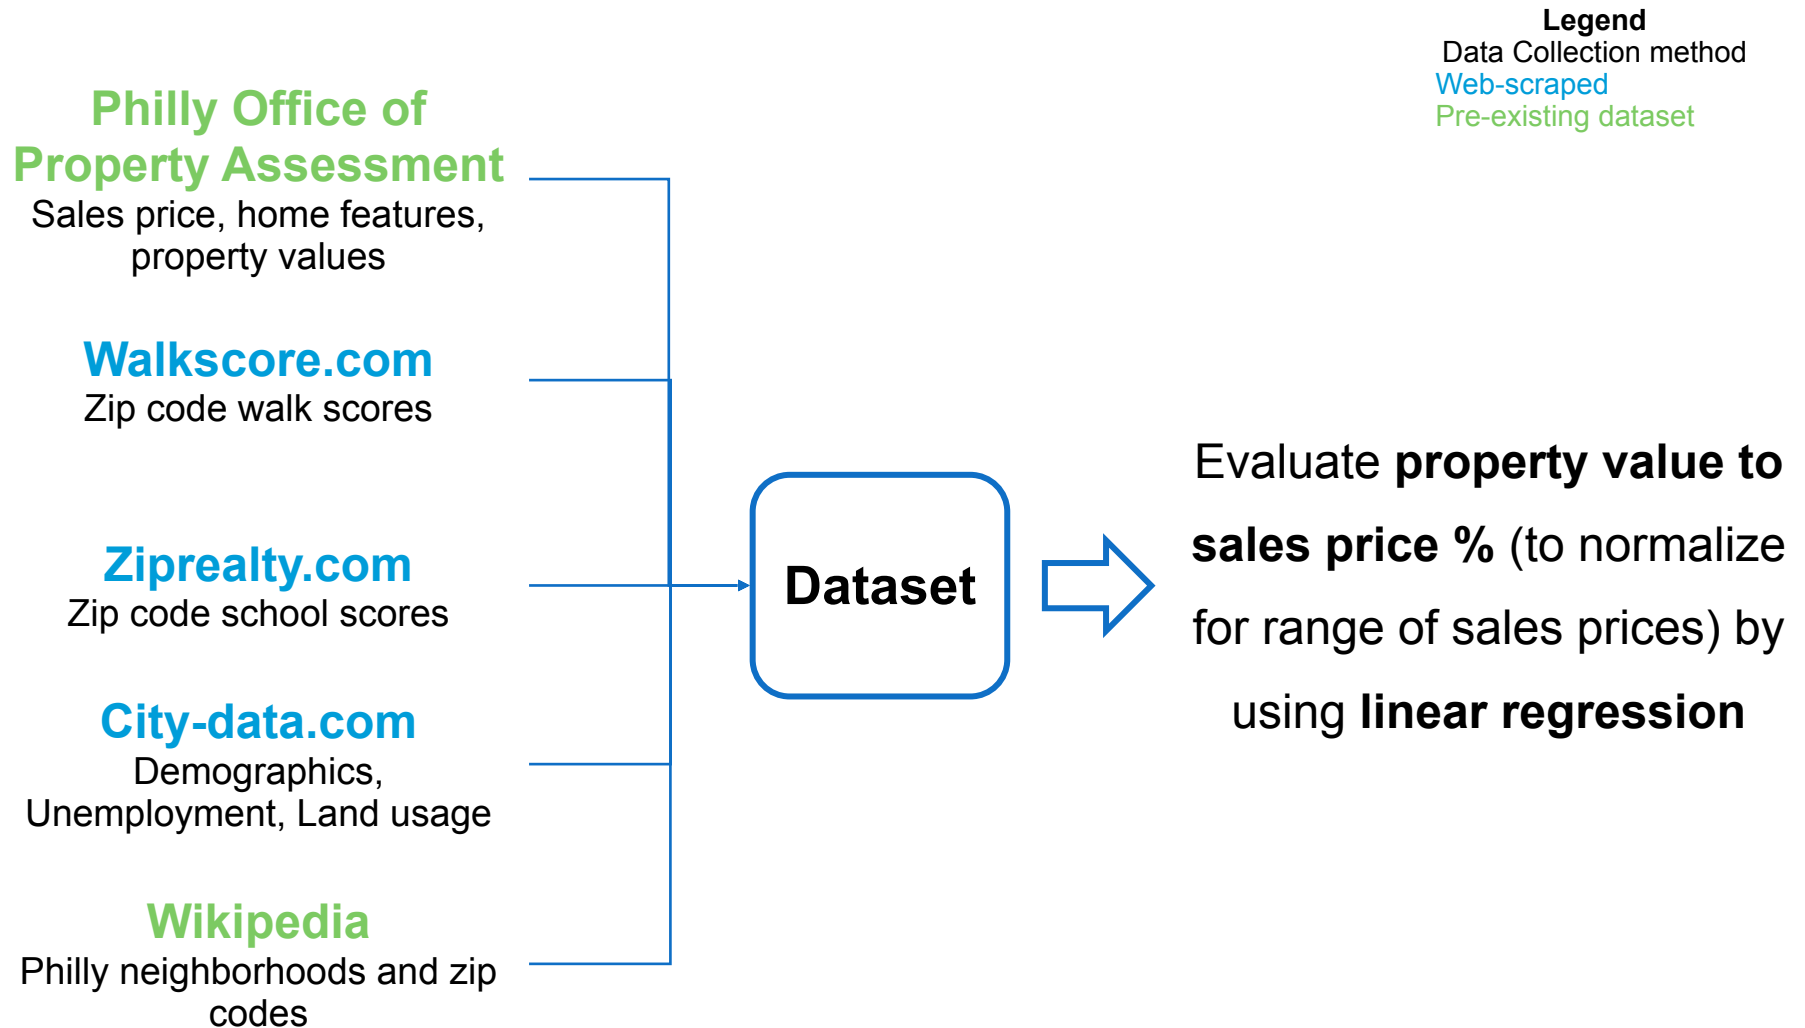 Legend
Data Collection method
Web-scraped
Pre-existing dataset
Philly Office of
Property Assessment
Sales price, home features,
property values
Walkscore.com
Zip code walk scores
Ziprealty.com
Zip code school scores
City-data.com
Demographics,
Unemployment, Land usage
Wikipedia
Philly neighborhoods and zip
codes
Dataset
Evaluate property value to
sales price % (to normalize
for range of sales prices) by
using linear regression